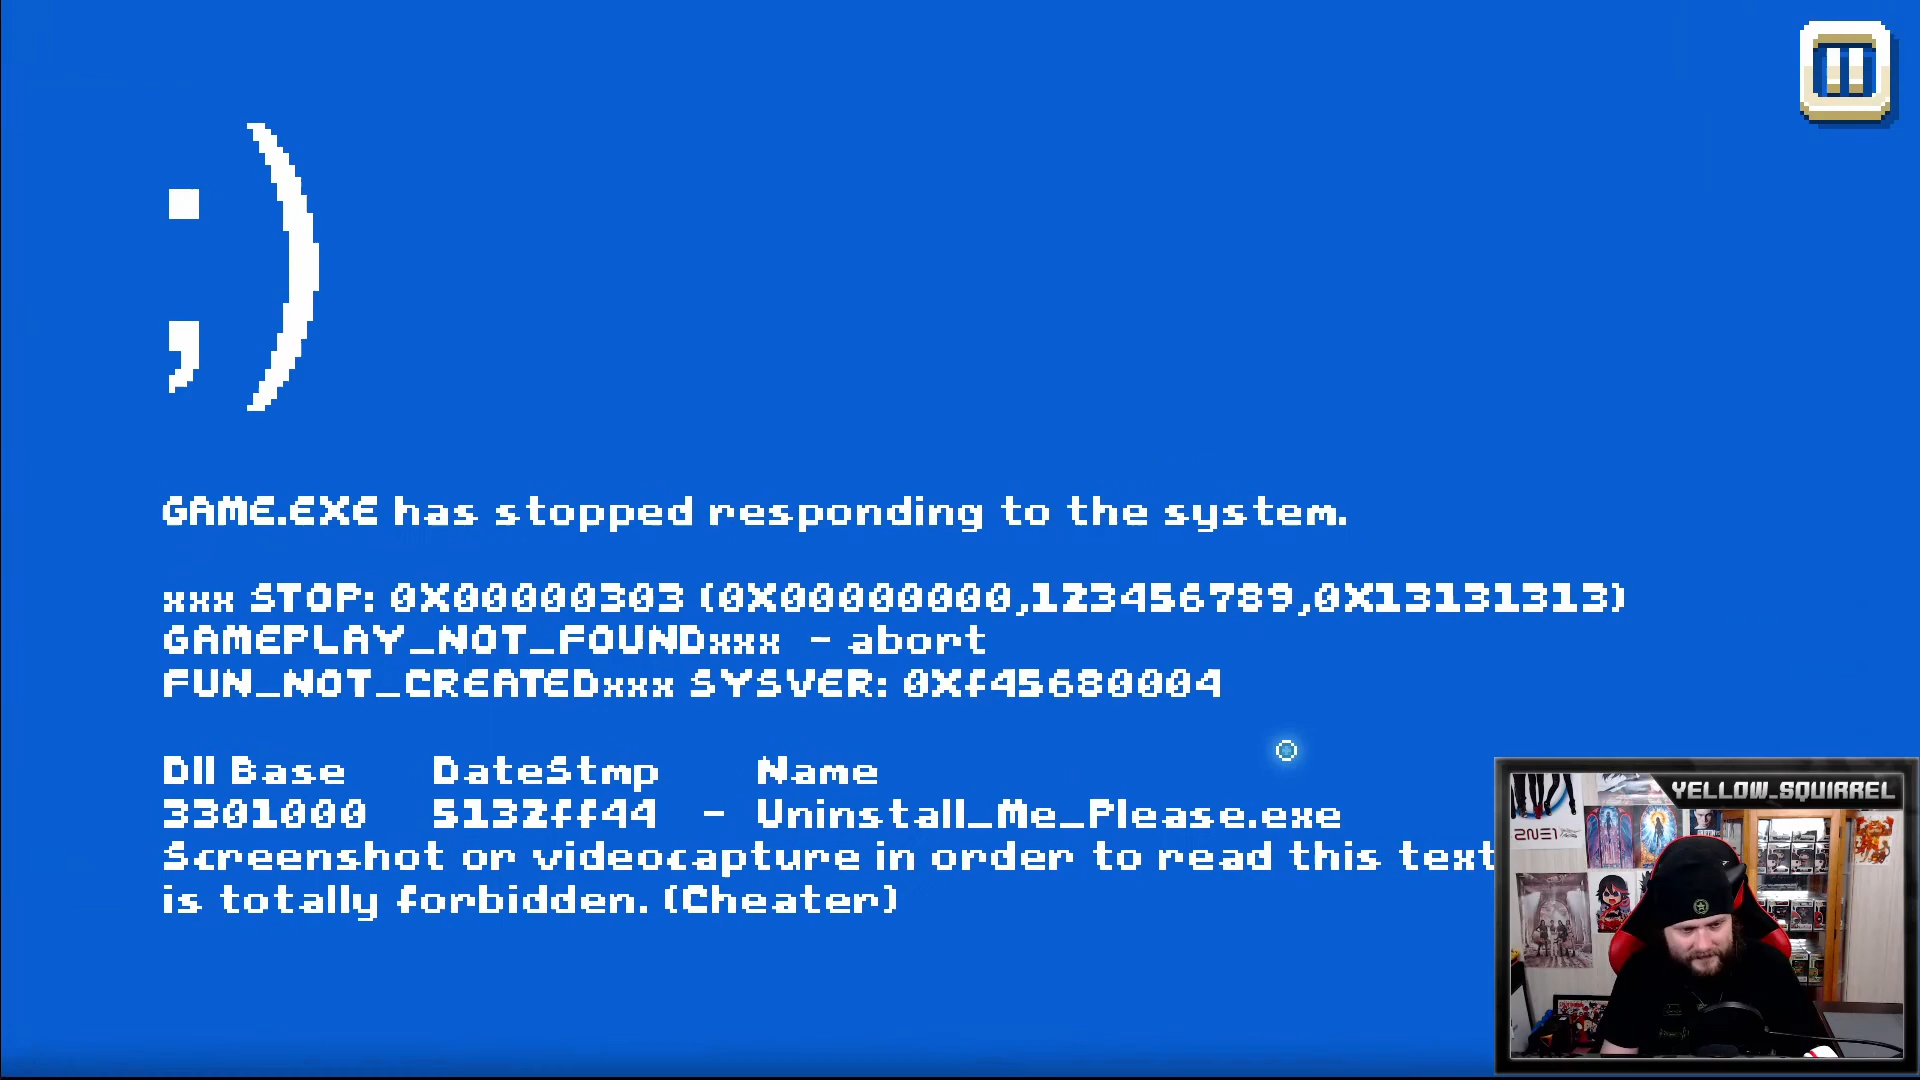 ;)
GAME.EXE has stopped responding to the system.
xxx STOP: 0X00000303 (0X00000000,123456789,0X13131313)
GAMEPLAY_NOT_FOUNDxxx - abort
FUN_NOT_CREATEDxxx SYSVER: 0Xf45680004
Dll Base DateStmp Name
3301000 5132ff44 - Uninstall_Me_Please.exe
Screenshot or videocapture in order to read this text
is totally forbidden. (Cheater)
YELLOW_SQUIRREL
2NE1